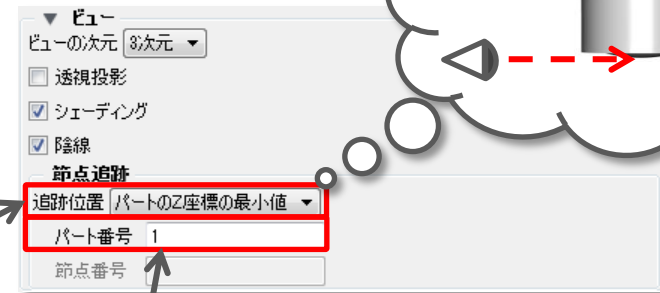 ▼ ビュー
ビューの次元 3次元 ▼
透視投影
シェーディング
陰線
節点追跡
追跡位置 パートのZ座標の最小値 ▼
パート番号 1
節点番号